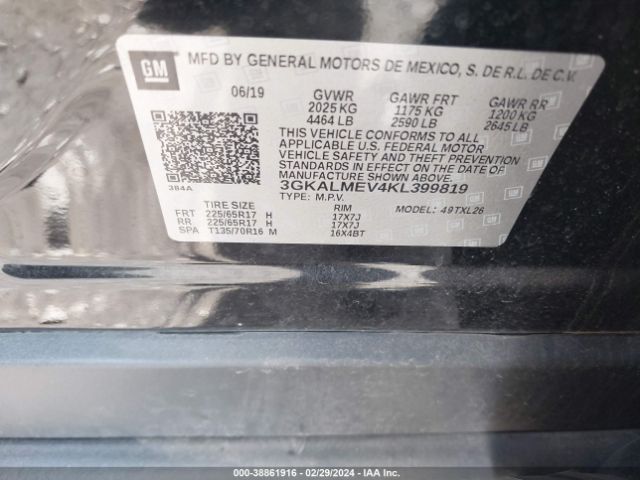 GM
MFD BY GENERAL MOTORS DE MEXICO, S. DE R.L. DE C.V.
06/19 GVWR GAWR FRT GAWR RR
2025 KG 1175 KG 1200 KG
4464 LB 2590 LB 2645 LB
THIS VEHICLE CONFORMS TO ALL
APPLICABLE U.S. FEDERAL MOTOR
VEHICLE SAFETY AND THEFT PREVENTION
STANDARDS IN EFFECT ON THE DATE OF
MANUFACTURE SHOWN ABOVE.
384A 3GKALMEV4KL399819
TYPE: M.P.V. MODEL: 49TXL26
TIRE SIZE RIM
FRT 225/65R17 H 17X7J
RR 225/65R17 H 17X7J
SPA T135/70R16 M 16X4BT
000-38861916 - 02/29/2024 - IAA Inc.